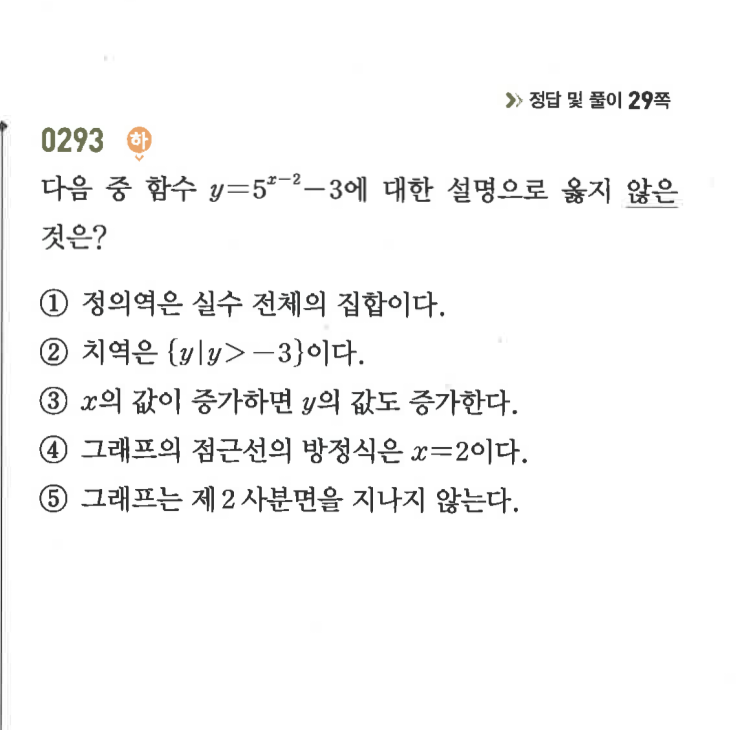 » 정답 및 풀이 29쪽
0293 하
다음 중 함수 y=5^{x-2}-3에 대한 설명으로 옳지 않은
것은?
① 정의역은 실수 전체의 집합이다.
② 치역은 {y|y>-3}이다.
③ x의 값이 증가하면 y의 값도 증가한다.
④ 그래프의 점근선의 방정식은 x=2이다.
⑤ 그래프는 제2사분면을 지나지 않는다.